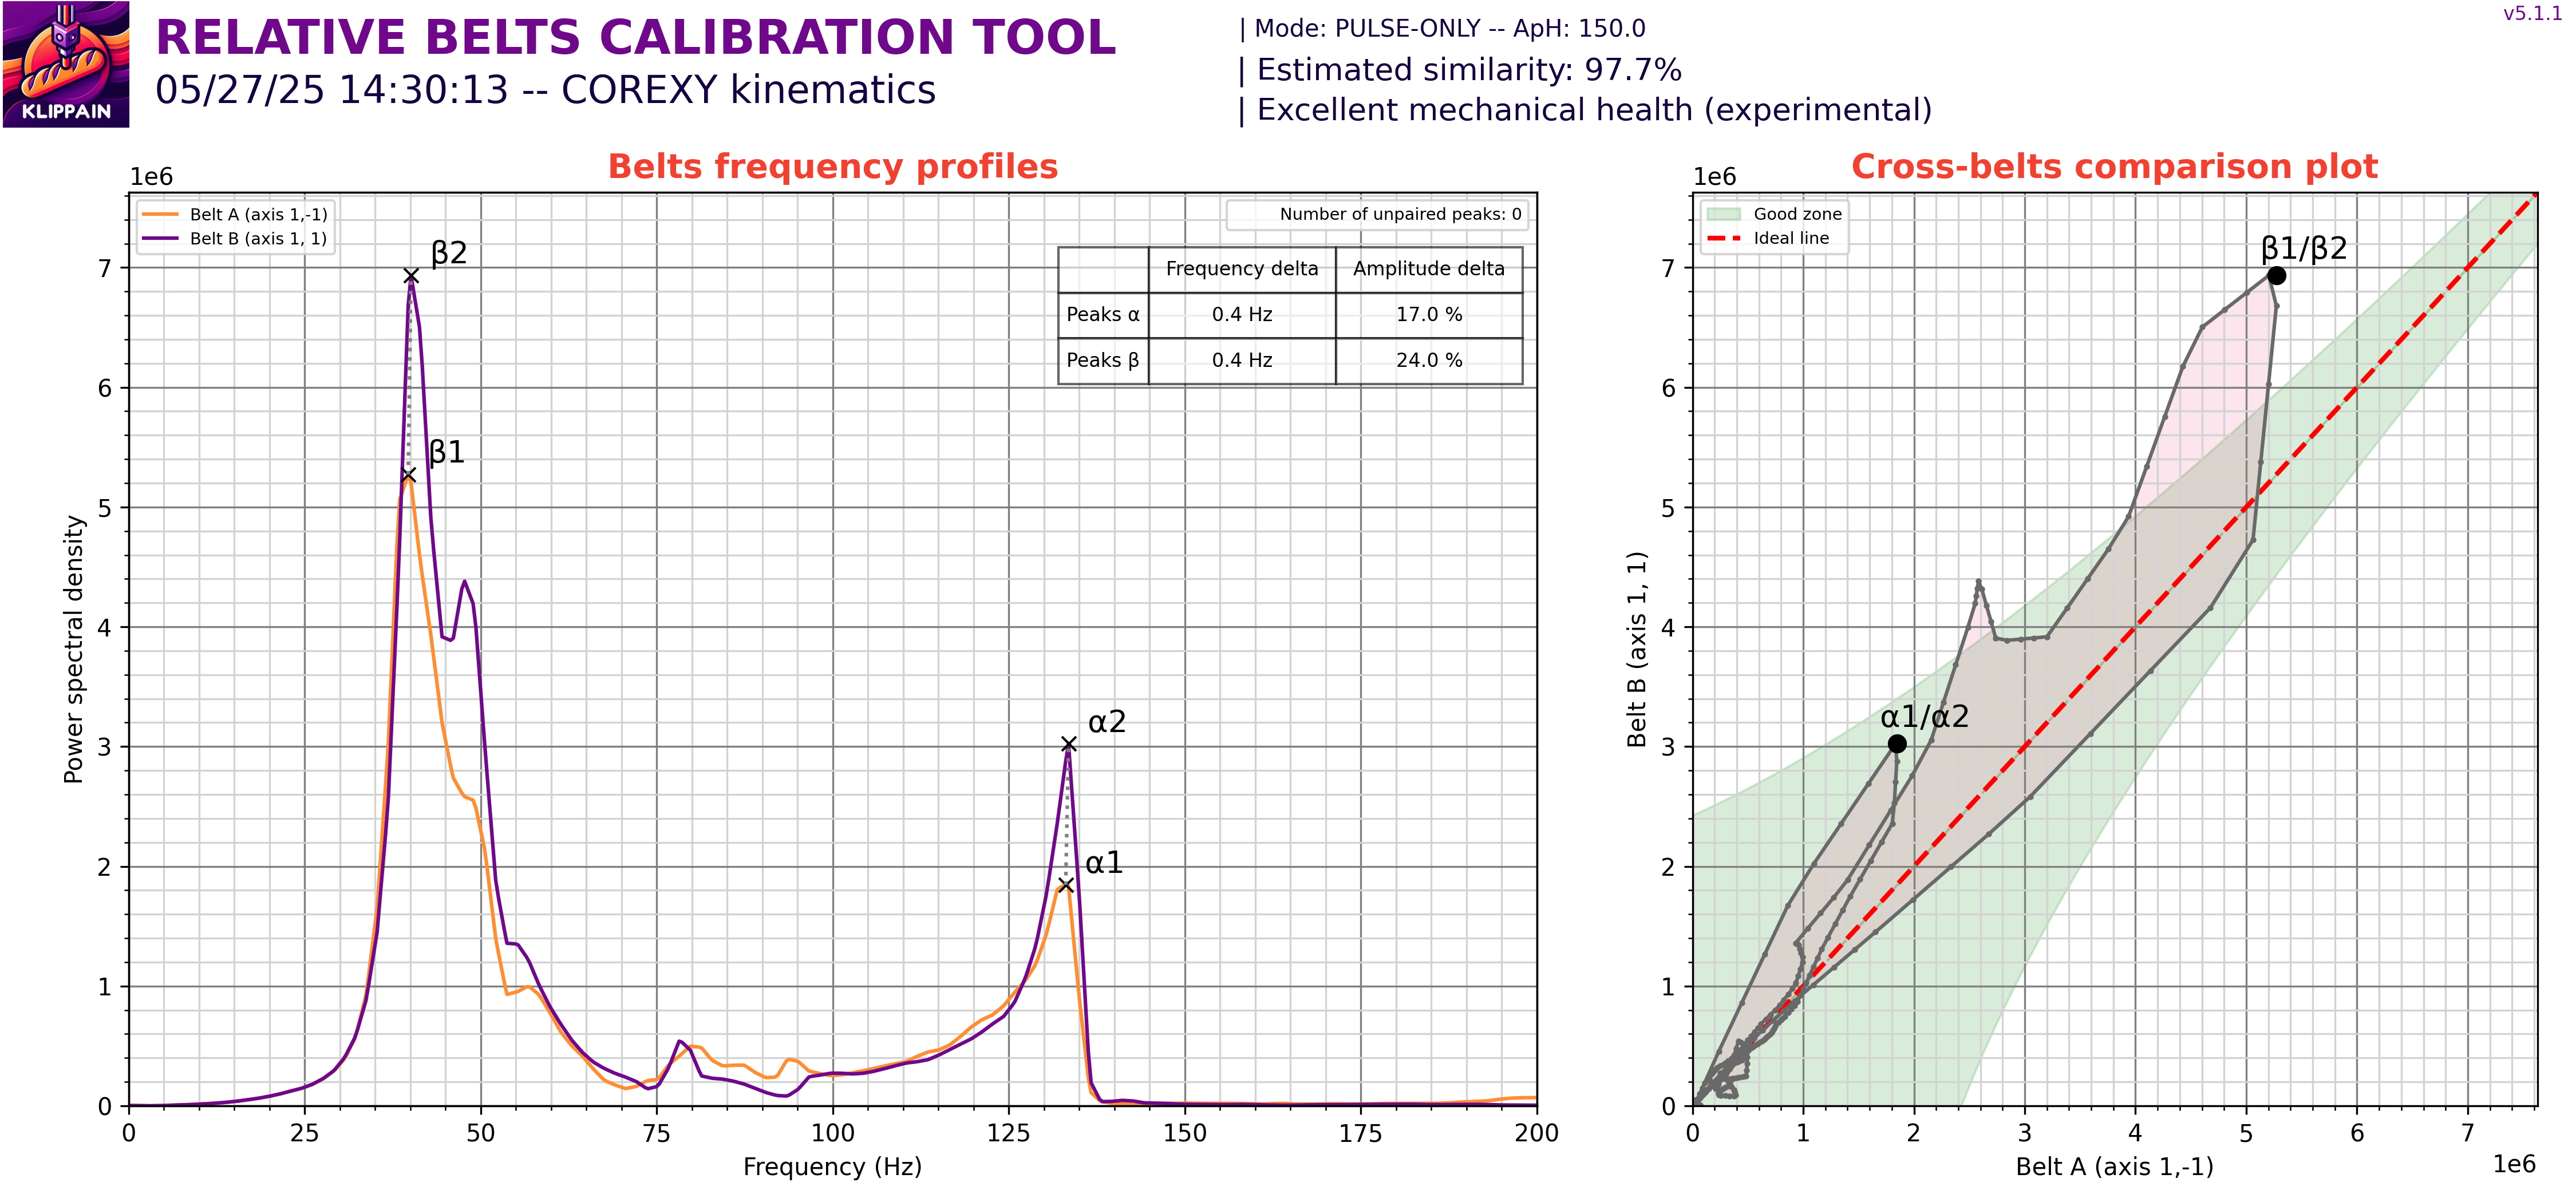 v5.1.1
KLIPPAIN
RELATIVE BELTS CALIBRATION TOOL
05/27/25 14:30:13 -- COREXY kinematics
| Mode: PULSE-ONLY -- ApH: 150.0
| Estimated similarity: 97.7%
| Excellent mechanical health (experimental)
Belts frequency profiles
1e6
Belt A (axis 1,-1)
Belt B (axis 1, 1)
Number of unpaired peaks: 0
Frequency delta Amplitude delta
Peaks α 0.4 Hz 17.0 %
Peaks β 0.4 Hz 24.0 %
β2
β1
α2
α1
7
6
5
4
3
2
1
0
Power spectral density
0 25 50 75 100 125 150 175 200
Frequency (Hz)
Cross-belts comparison plot
1e6
Good zone
Ideal line
β1/β2
α1/α2
7
6
5
4
3
2
1
0
Belt B (axis 1, 1)
0 1 2 3 4 5 6 7
Belt A (axis 1,-1)
1e6